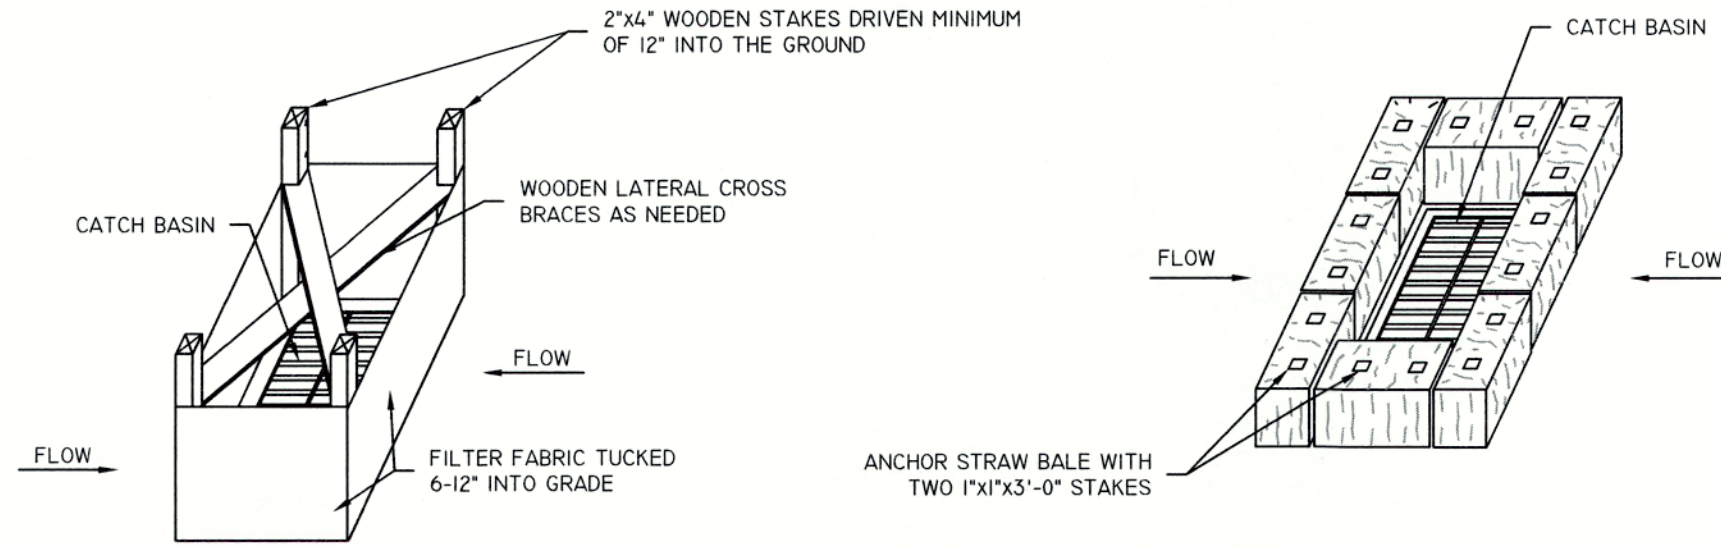 2"x4" WOODEN STAKES DRIVEN MINIMUM
OF 12" INTO THE GROUND
WOODEN LATERAL CROSS
BRACES AS NEEDED
CATCH BASIN
FLOW
FLOW
FILTER FABRIC TUCKED
6-12" INTO GRADE
CATCH BASIN
FLOW
FLOW
ANCHOR STRAW BALE WITH
TWO 1"x1"x3'-0" STAKES